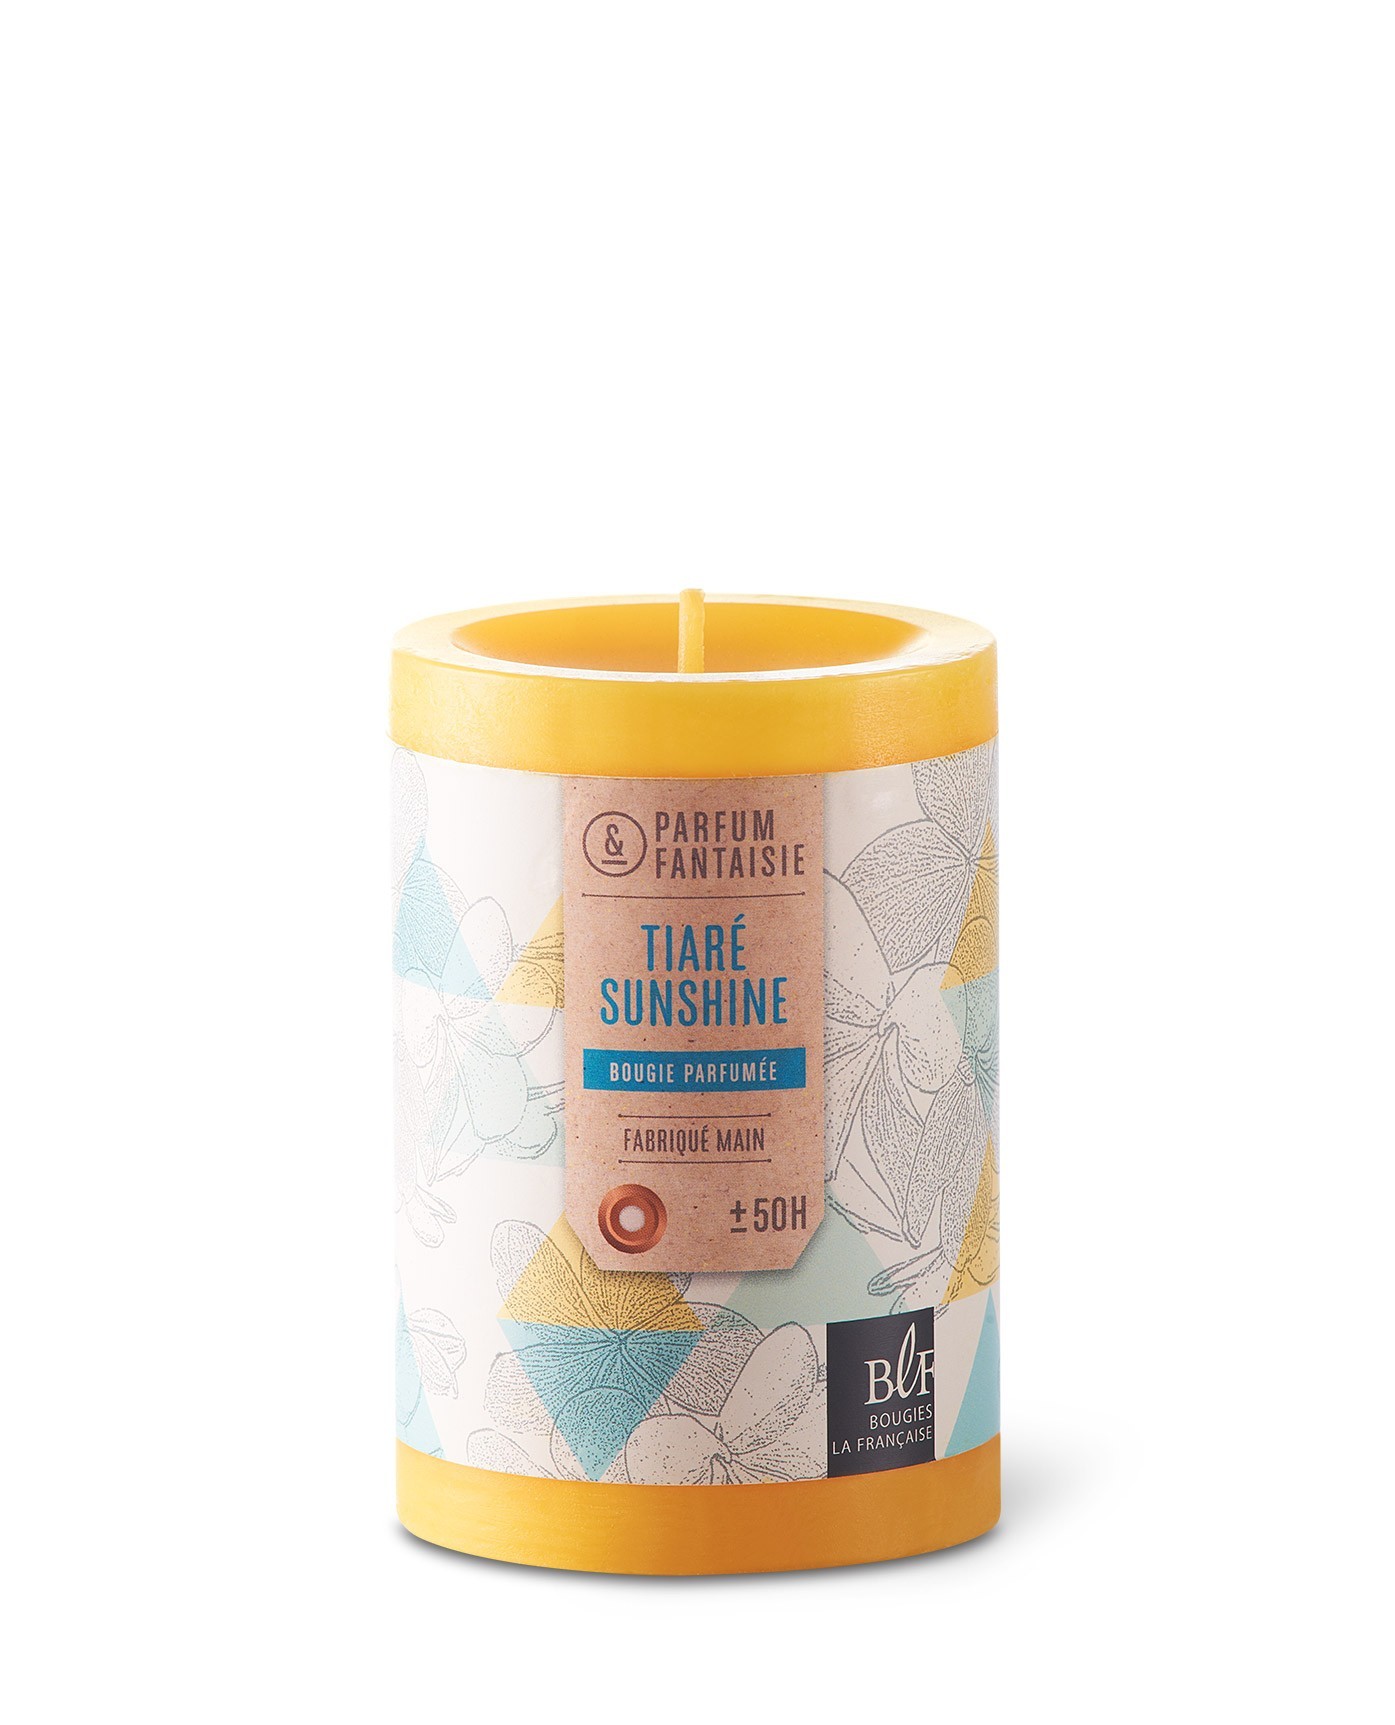 & PARFUM
FANTAISIE
TIARÉ
SUNSHINE
BOUGIE PARFUMÉE
FABRIQUÉ MAIN
±50H
BlF
BOUGIES
LA FRANÇAISE